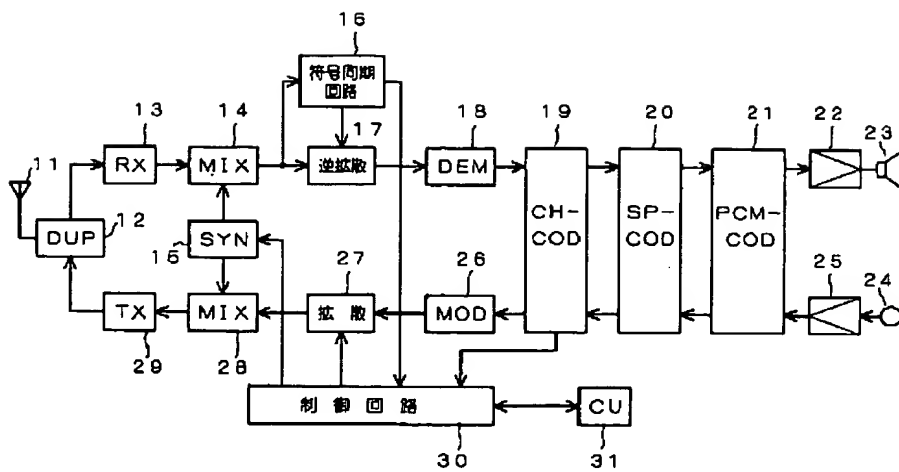 16
符号同期
回路
13
14
17
18
19
20
21
22
23
11
RX
MIX
逆拡散
DEM
CH-
COD
SP-
COD
PCM-
COD
12
DUP
SYN
15
27
26
25
24
TX
MIX
拡散
MOD
29
28
制御回路
CU
30
31